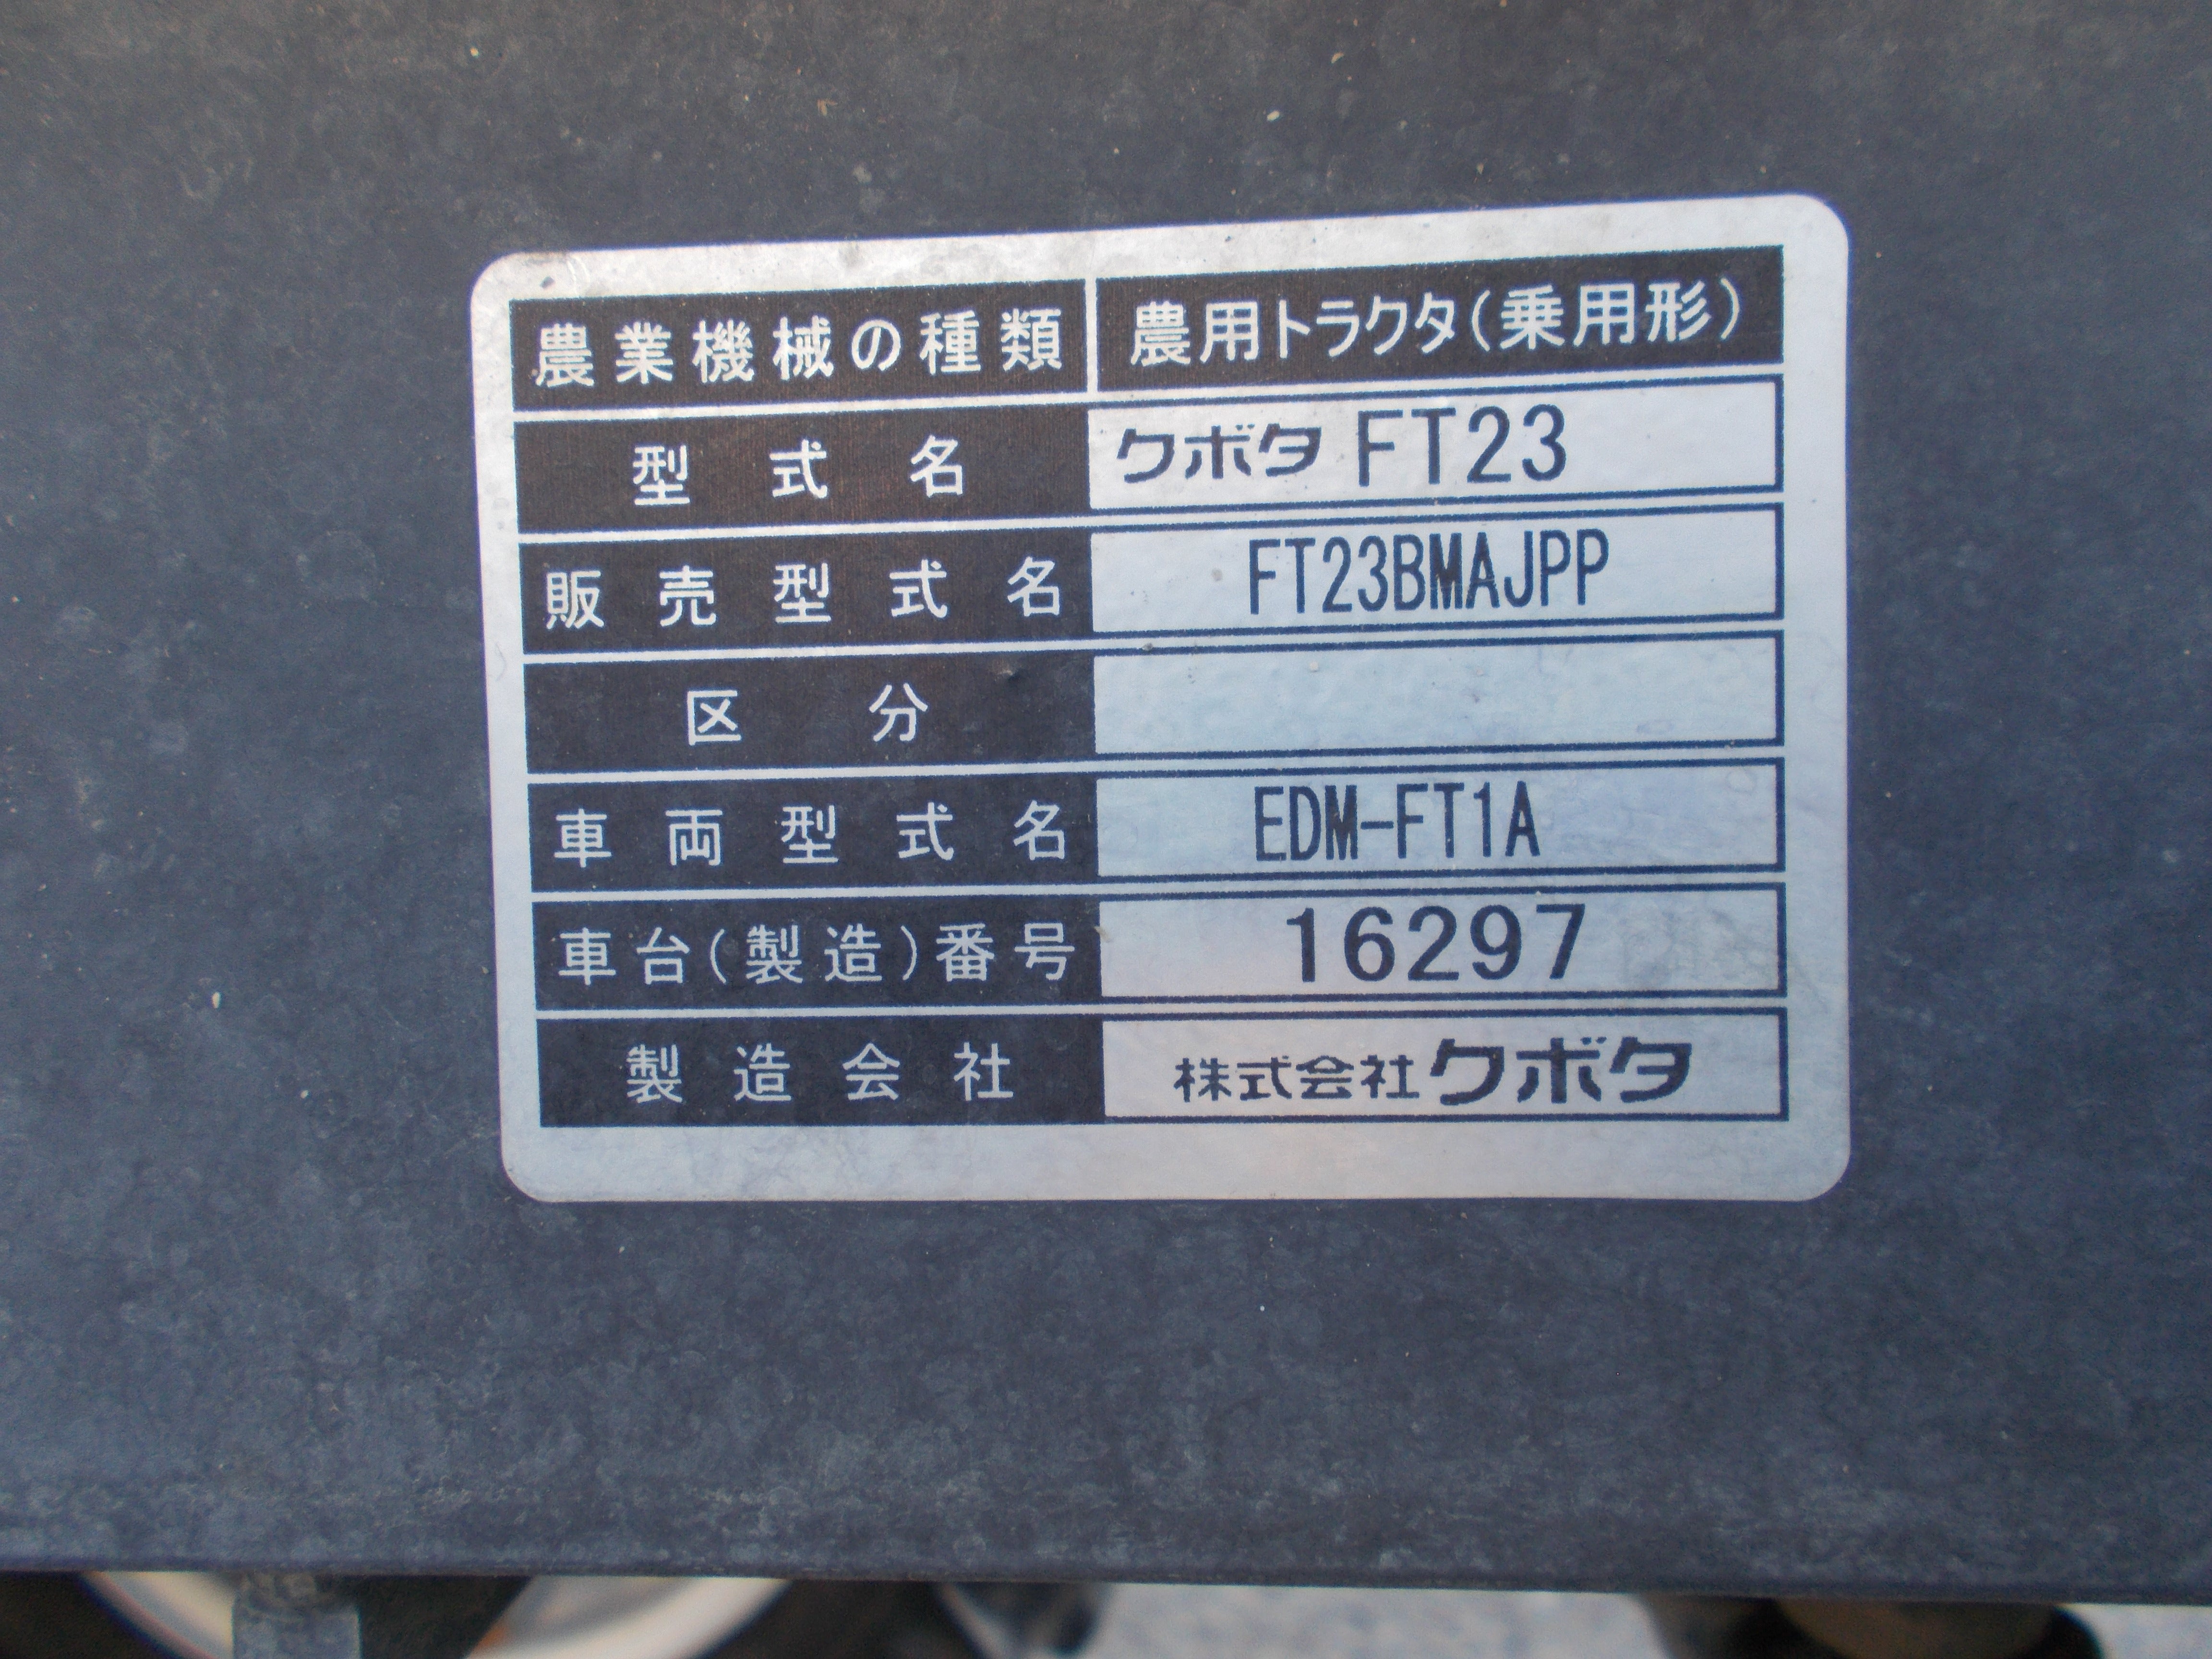 農業機械の種類 農用トラクタ(乗用形)
型式名 クボタ FT23
販売型式名 FT23BMAJPP
区分
車両型式名 EDM-FT1A
車台(製造)番号 16297
製造会社 株式会社クボタ